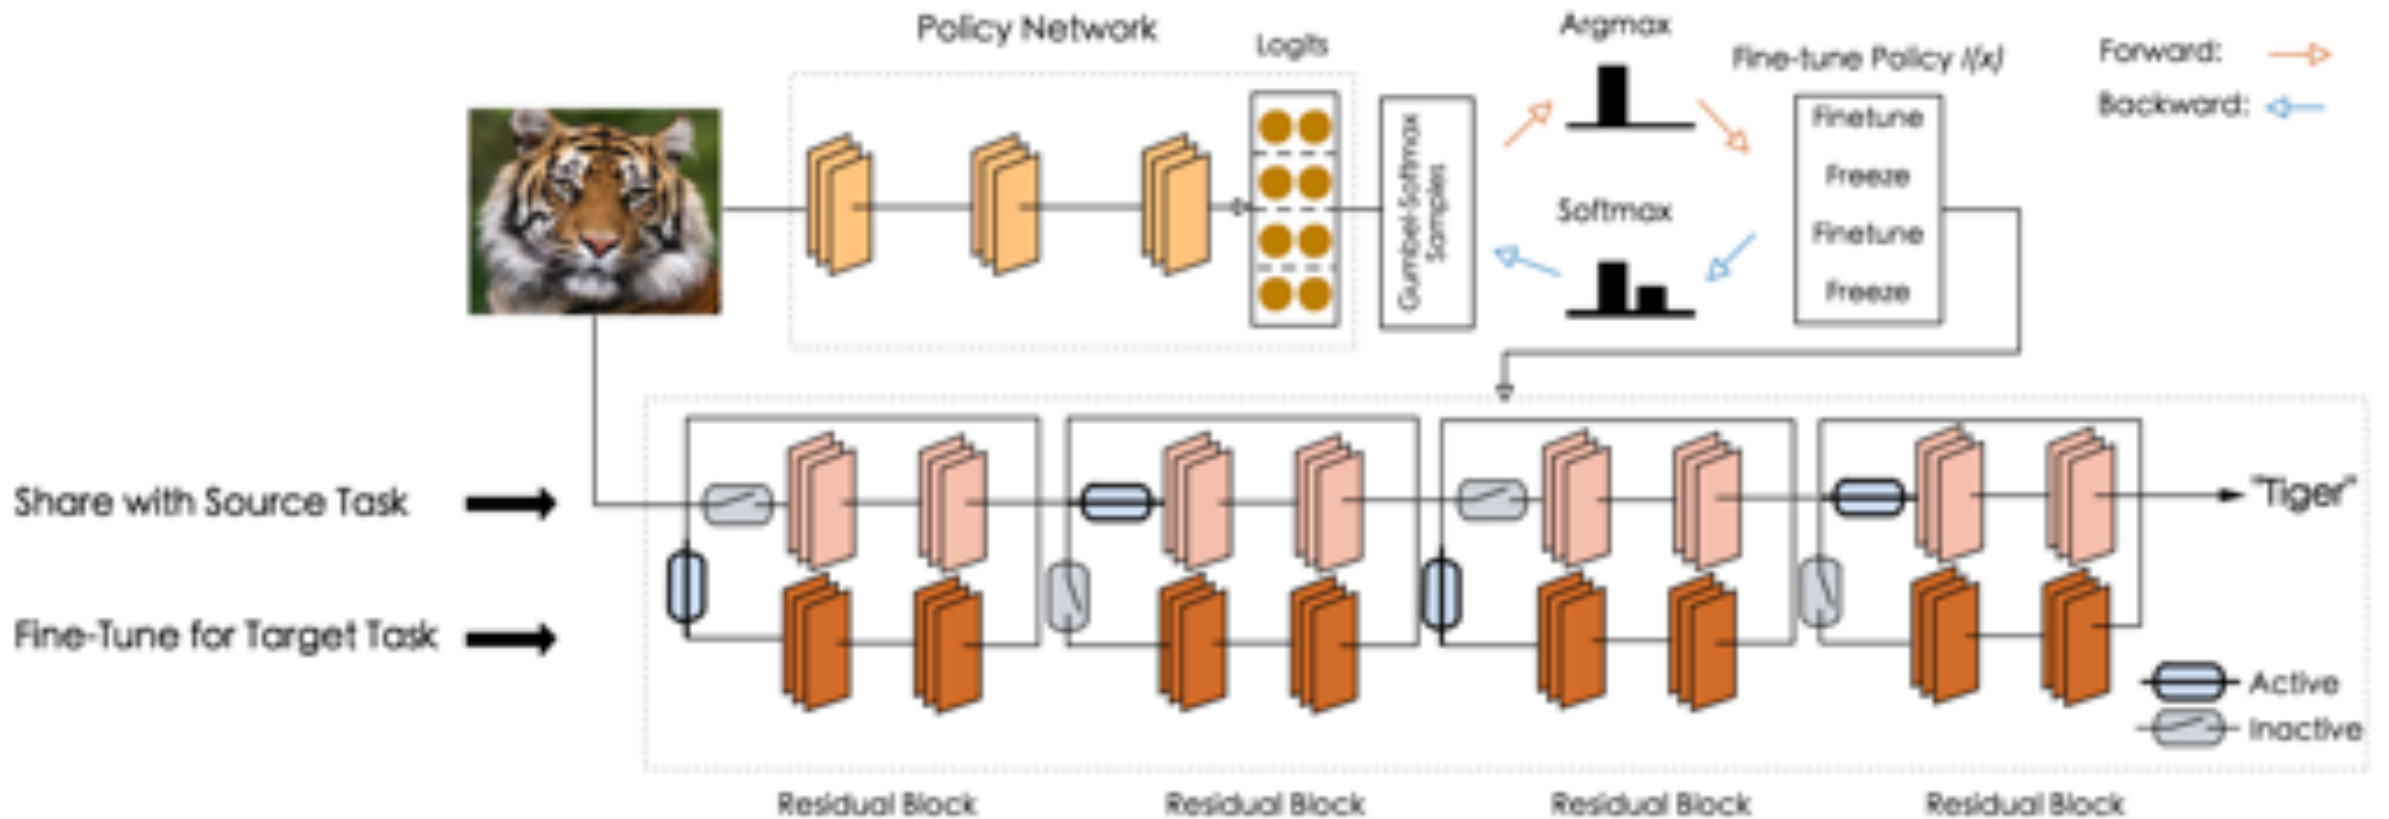 Policy Network
Logits
Argmax
Fine-tune Policy I(x)
Forward:
Backward:
Gumbel-Softmax
Samples
Softmax
Finetune
Freeze
Finetune
Freeze
Share with Source Task
"Tiger"
Fine-Tune for Target Task
Active
Inactive
Residual Block
Residual Block
Residual Block
Residual Block